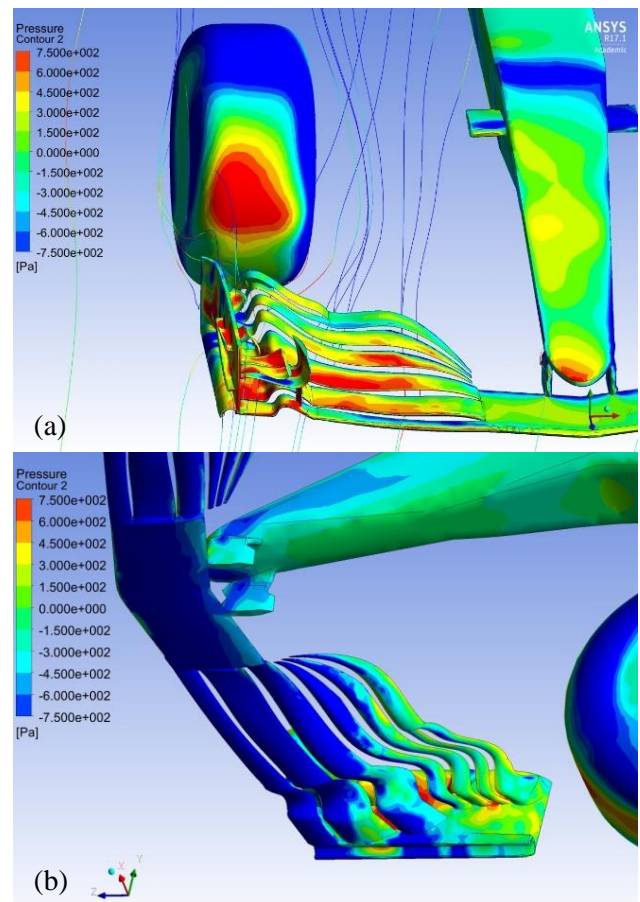 Pressure
Contour 2
7.500e+002
6.000e+002
4.500e+002
3.000e+002
1.500e+002
0.000e+000
-1.500e+002
-3.000e+002
-4.500e+002
-6.000e+002
-7.500e+002
[Pa]
ANSYS
R17.1
Academic
(a)
Pressure
Contour 2
7.500e+002
6.000e+002
4.500e+002
3.000e+002
1.500e+002
0.000e+000
-1.500e+002
-3.000e+002
-4.500e+002
-6.000e+002
-7.500e+002
[Pa]
X
Y
Z
(b)